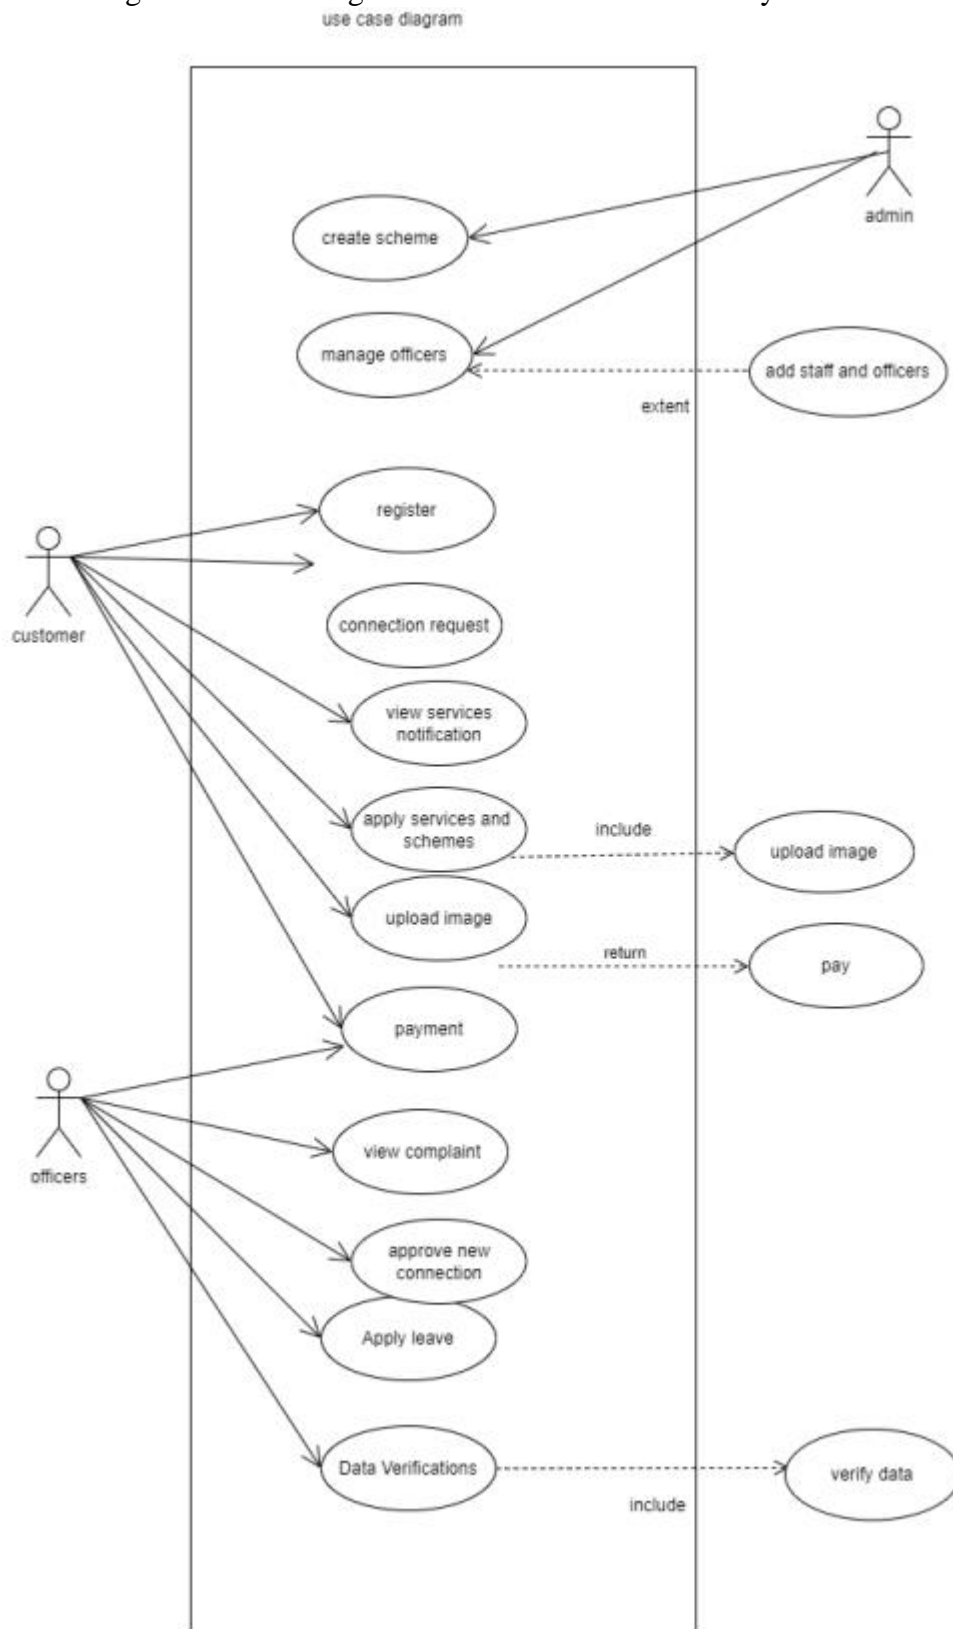 use case diagram
admin
create scheme
manage officers
add staff and officers
extent
register
customer
connection request
view services
notification
apply services and
schemes
include
upload image
upload image
return
pay
payment
officers
view complaint
approve new
connection
Apply leave
Data Verifications
verify data
include